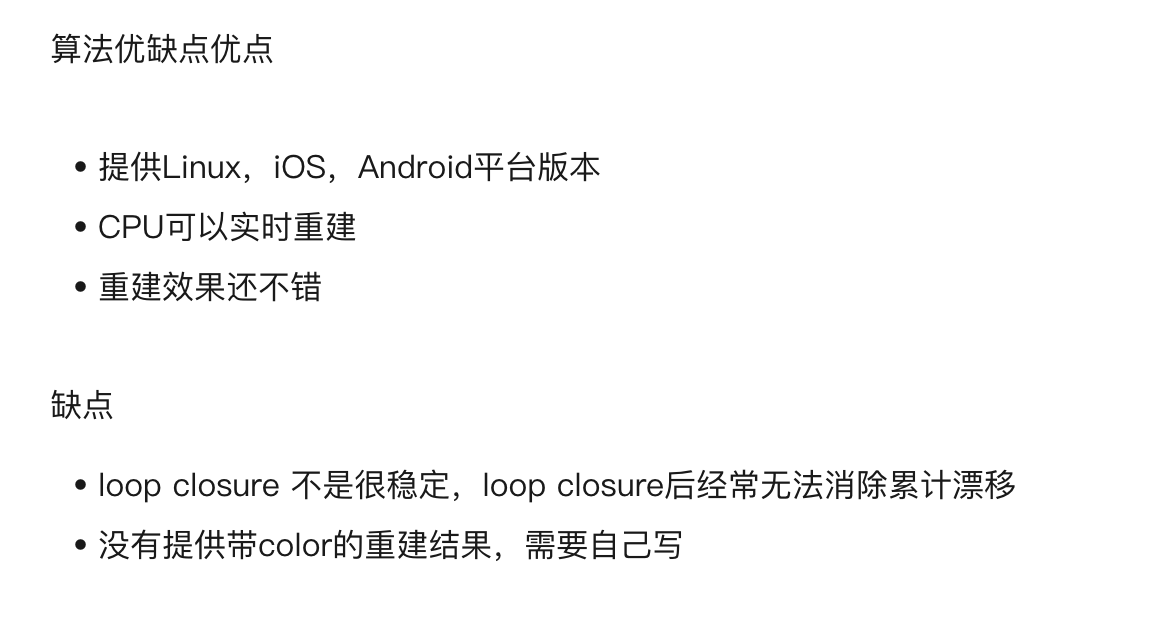 算法优缺点优点
• 提供Linux，iOS，Android平台版本
• CPU可以实时重建
• 重建效果还不错
缺点
• loop closure 不是很稳定，loop closure后经常无法消除累计漂移
• 没有提供带color的重建结果，需要自己写